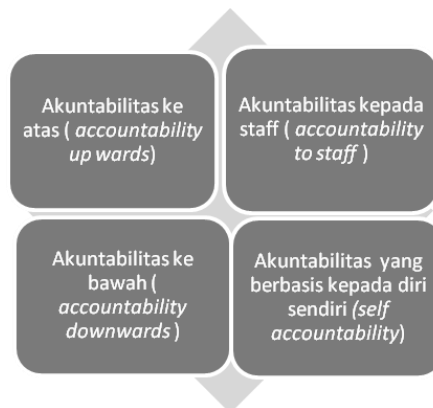 Akuntabilitas ke
atas ( accountability
up wards)
Akuntabilitas kepada
staff ( accountability
to staff )
Akuntabilitas ke
bawah (
accountability
downwards )
Akuntabilitas yang
berbasis kepada diri
sendiri (self
accountability)